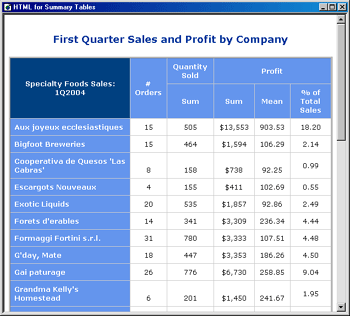 HTML for Summary Tables
First Quarter Sales and Profit by Company
Specialty Foods Sales: 1Q2004
# Orders
Quantity Sold
Profit
Sum
Sum
Mean
% of Total Sales
Aux joyeux ecclesiastiques 15 505 $13,553 903.53 18.20
Bigfoot Breweries 15 464 $1,594 106.29 2.14
Cooperativa de Quesos 'Las Cabras' 8 158 $738 92.25 0.99
Escargots Nouveaux 4 155 $411 102.69 0.55
Exotic Liquids 20 535 $1,857 92.86 2.49
Forets d'erables 14 341 $3,309 236.34 4.44
Formaggi Fortini s.r.l. 31 780 $3,333 107.51 4.48
G'day, Mate 18 447 $3,353 186.26 4.50
Gai paturage 26 776 $6,730 258.85 9.04
Grandma Kelly's Homestead 6 201 $1,450 241.67 1.95